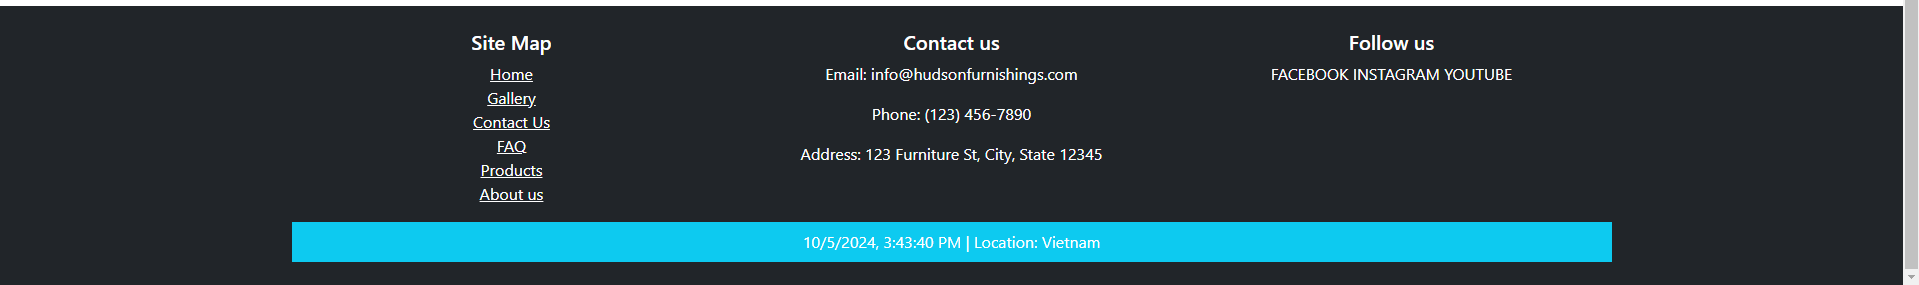 Site Map
Home
Gallery
Contact Us
FAQ
Products
About us
Contact us
Email: info@hudsonfurnishings.com
Phone: (123) 456-7890
Address: 123 Furniture St, City, State 12345
Follow us
FACEBOOK INSTAGRAM YOUTUBE
10/5/2024, 3:43:40 PM | Location: Vietnam